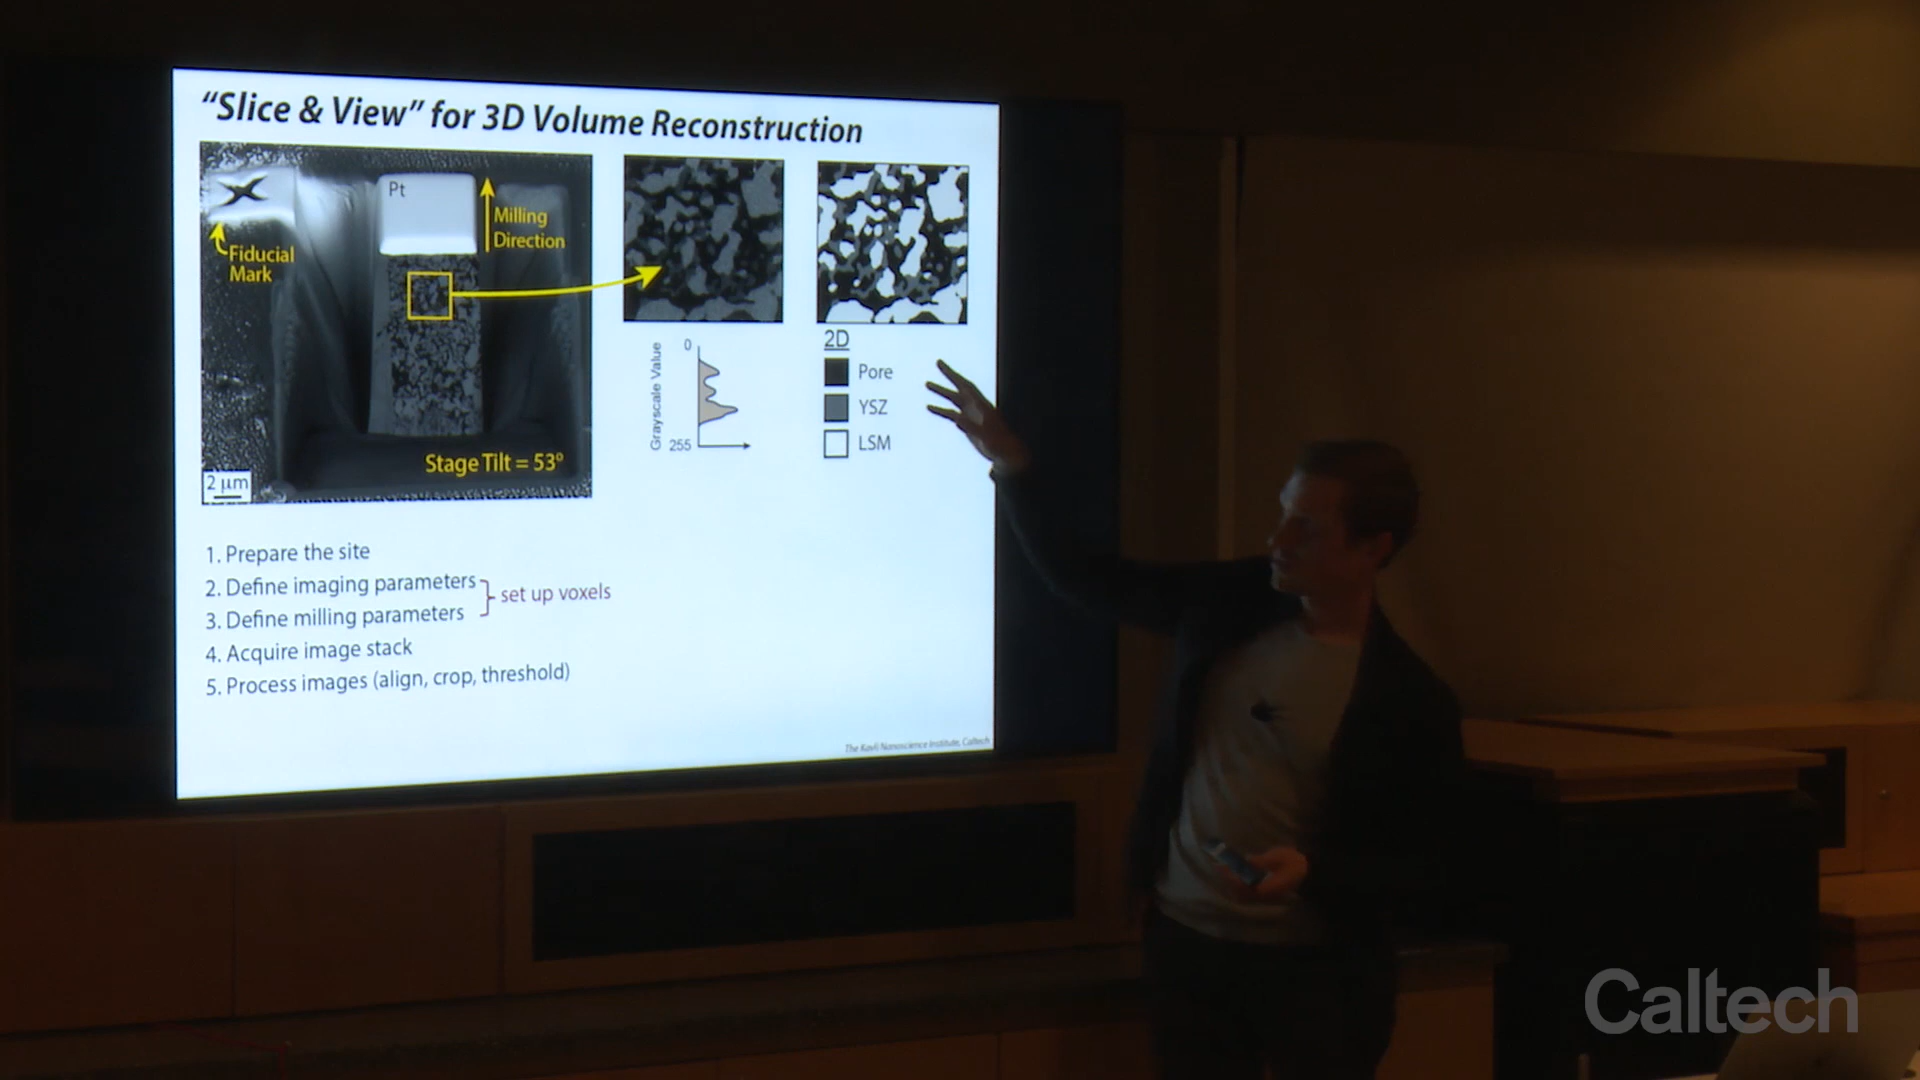 “Slice & View” for 3D Volume Reconstruction
Pt
Milling
Direction
Fiducial
Mark
Stage Tilt = 53°
2 µm
Grayscale Value
0
255
2D
Pore
YSZ
LSM
1. Prepare the site
2. Define imaging parameters
3. Define milling parameters
set up voxels
4. Acquire image stack
5. Process images (align, crop, threshold)
The Kavli Nanoscience Institute, Caltech
Caltech